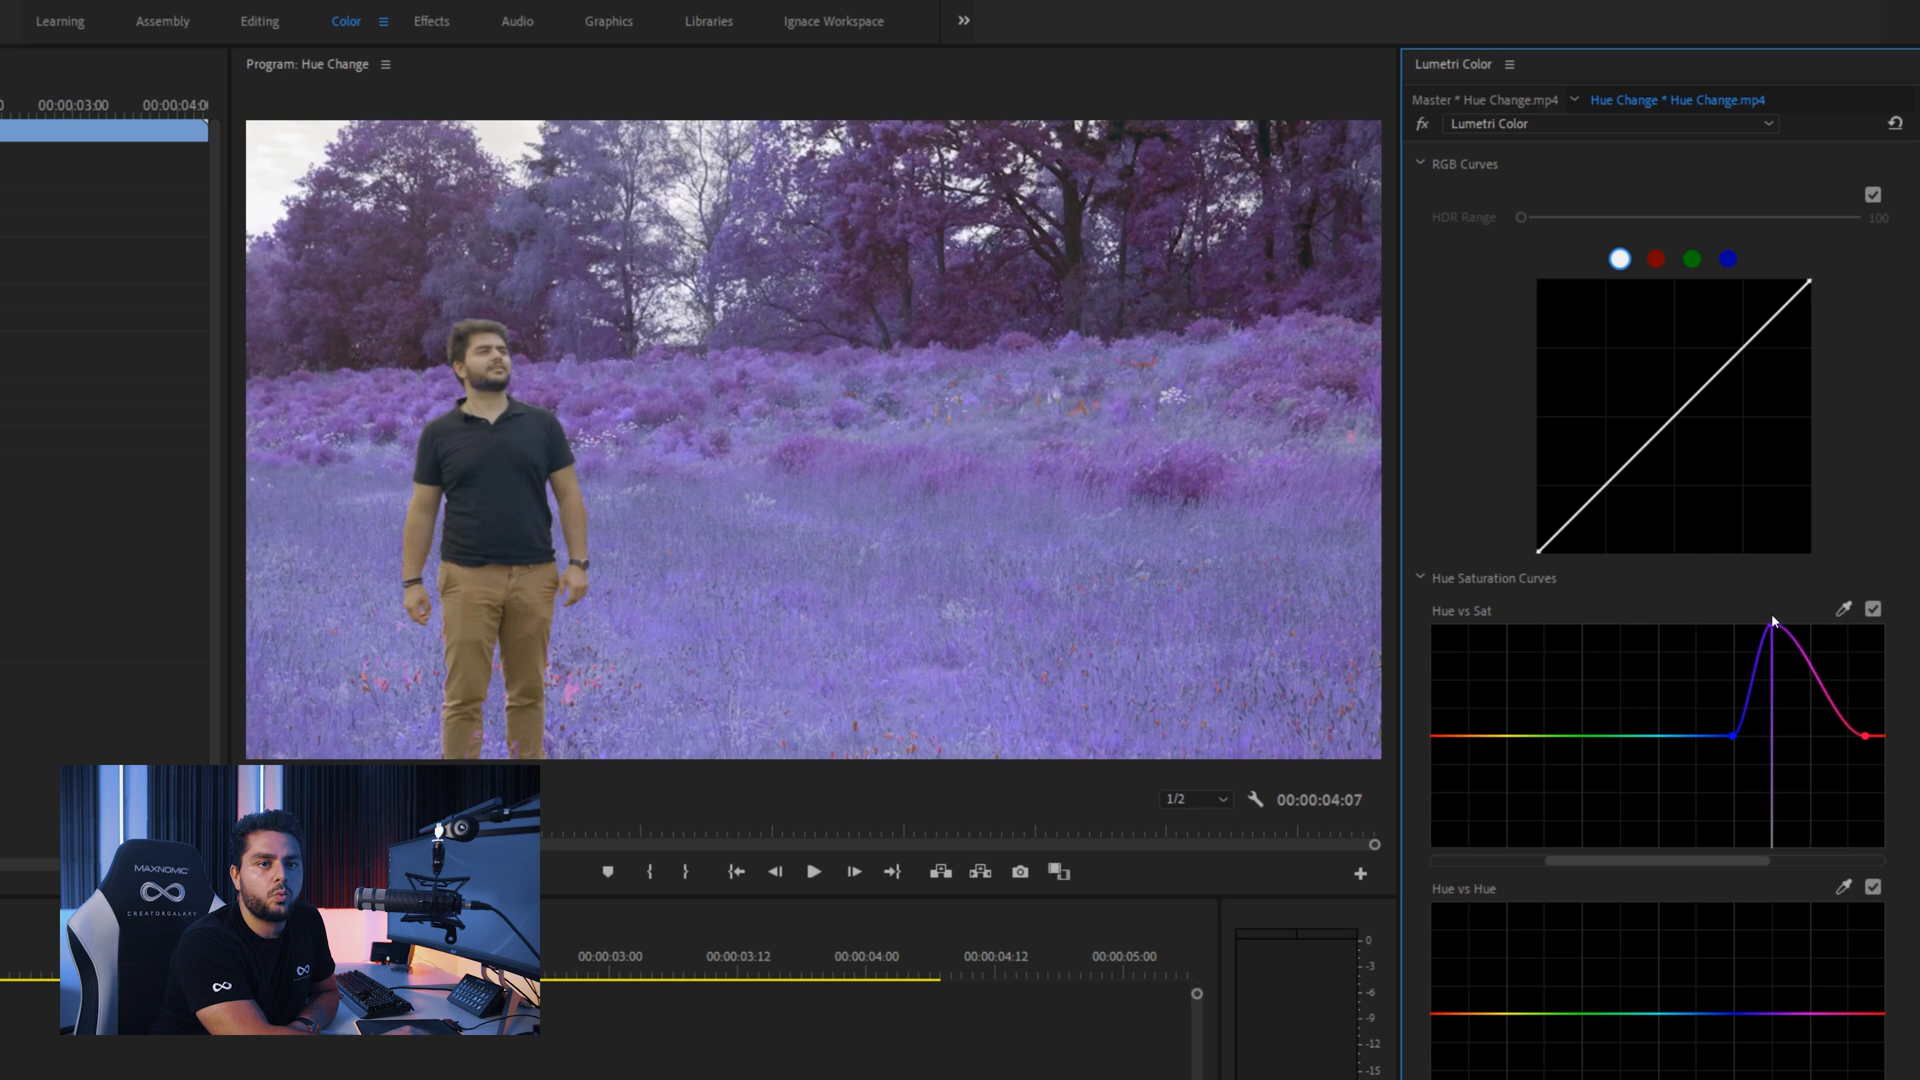 Learning Assembly Editing Color Effects Audio Graphics Libraries Ignace Workspace
Program: Hue Change
Lumetri Color
Master * Hue Change.mp4 Hue Change * Hue Change.mp4
fx Lumetri Color
00:00:03:00 00:00:04:0
RGB Curves
HDR Range 100
Hue Saturation Curves
Hue vs Sat
1/2 00:00:04:07
Hue vs Hue
MAXNOMIC
CREATORGALAXY
00:00:03:00 00:00:03:12 00:00:04:00 00:00:04:12 00:00:05:00
0
-3
-6
-9
-12
-15